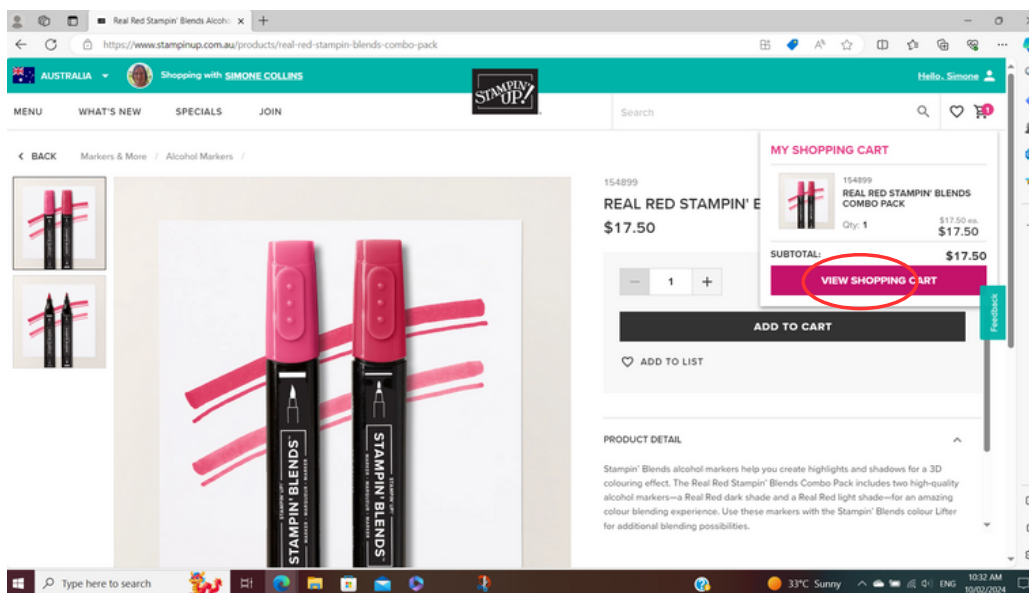 Real Red Stampin' Blends Alcoho
https://www.stampinup.com.au/products/real-red-stampin-blends-combo-pack
AUSTRALIA
Shopping with SIMONE COLLINS
STAMPIN' UP!
Hello, Simone
MENU WHAT'S NEW SPECIALS JOIN
Search
1
< BACK Markers & More / Alcohol Markers /
MY SHOPPING CART
154899
REAL RED STAMPIN' BLENDS
COMBO PACK
Qty: 1
$17.50 ea.
$17.50
SUBTOTAL: $17.50
VIEW SHOPPING CART
154899
REAL RED STAMPIN' B
$17.50
1
ADD TO CART
ADD TO LIST
Feedback
PRODUCT DETAIL
Stampin' Blends alcohol markers help you create highlights and shadows for a 3D
colouring effect. The Real Red Stampin' Blends Combo Pack includes two high-quality
alcohol markers—a Real Red dark shade and a Real Red light shade—for an amazing
colour blending experience. Use these markers with the Stampin' Blends colour Lifter
for additional blending possibilities.
STAMPIN' BLENDS
STAMPIN' BLENDS
Type here to search
33°C Sunny
ENG
10:32 AM
10/02/2024